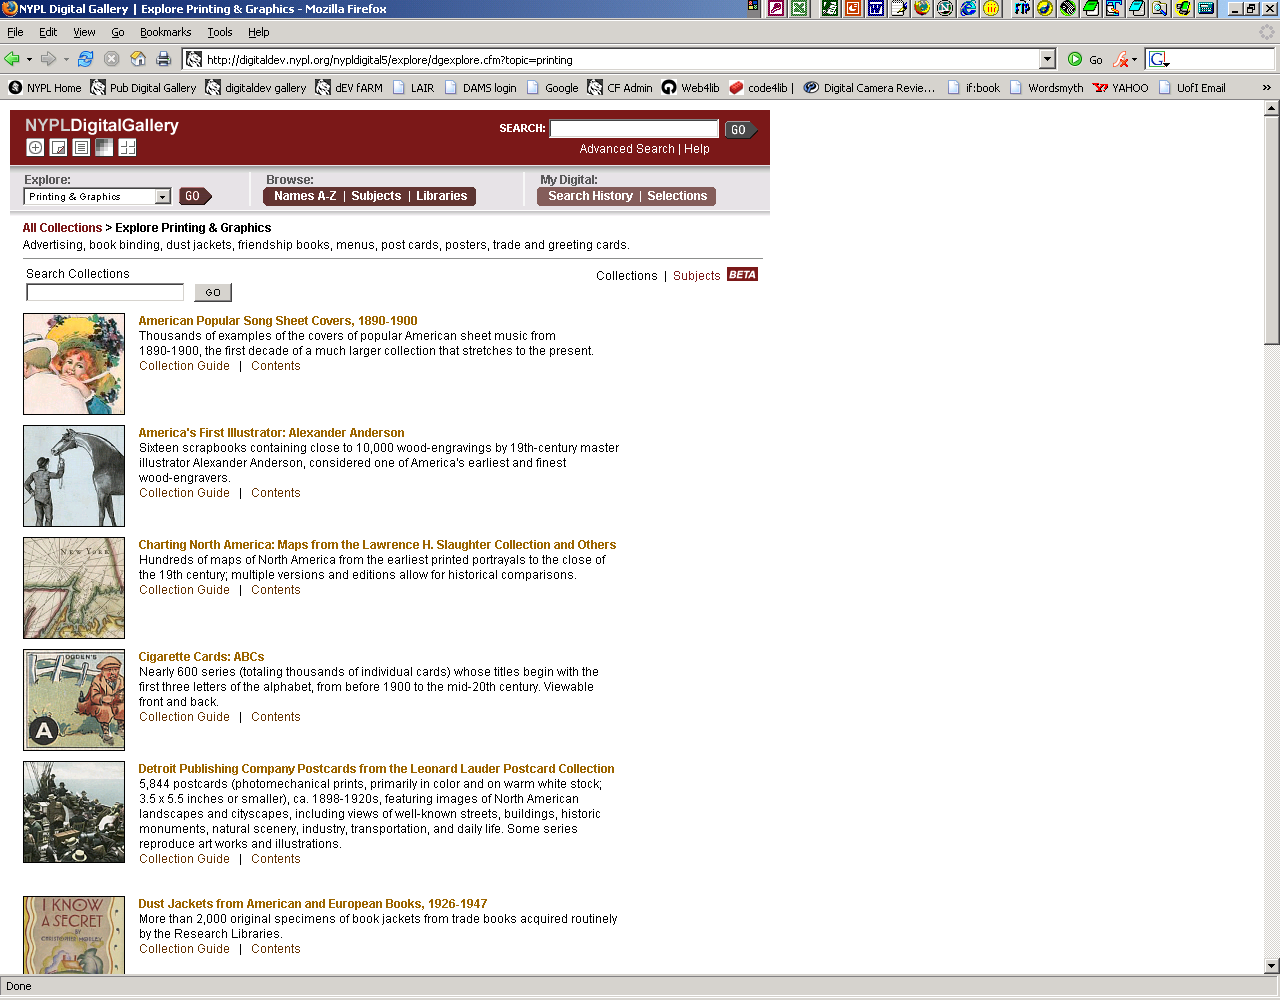 NYPL Digital Gallery | Explore Printing & Graphics - Mozilla Firefox
File Edit View Go Bookmarks Tools Help
http://digitaldev.nypl.org/nypldigital5/explore/dgexplore.cfm?topic=printing
Go
NYPL Home Pub Digital Gallery digitaldev gallery dEV fARM LAIR DAMS login Google CF Admin Web4lib code4lib | Digital Camera Revie... if:book Wordsmyth YAHOO UofI Email »
NYPLDigitalGallery
SEARCH: GO
Advanced Search | Help
Explore: Browse: My Digital:
Printing & Graphics GO Names A-Z | Subjects | Libraries Search History | Selections
All Collections > Explore Printing & Graphics
Advertising, book binding, dust jackets, friendship books, menus, post cards, posters, trade and greeting cards.
Search Collections
Collections | Subjects BETA
GO
American Popular Song Sheet Covers, 1890-1900
Thousands of examples of the covers of popular American sheet music from
1890-1900, the first decade of a much larger collection that stretches to the present.
Collection Guide | Contents
America's First Illustrator: Alexander Anderson
Sixteen scrapbooks containing close to 10,000 wood-engravings by 19th-century master
illustrator Alexander Anderson, considered one of America's earliest and finest
wood-engravers.
Collection Guide | Contents
NEW YORK
Charting North America: Maps from the Lawrence H. Slaughter Collection and Others
Hundreds of maps of North America from the earliest printed portrayals to the close of
the 19th century; multiple versions and editions allow for historical comparisons.
Collection Guide | Contents
OGDEN'S
A
Cigarette Cards: ABCs
Nearly 600 series (totaling thousands of individual cards) whose titles begin with the
first three letters of the alphabet, from before 1900 to the mid-20th century. Viewable
front and back.
Collection Guide | Contents
Detroit Publishing Company Postcards from the Leonard Lauder Postcard Collection
5,844 postcards (photomechanical prints, primarily in color and on warm white stock;
3.5 x 5.5 inches or smaller), ca. 1898-1920s, featuring images of North American
landscapes and cityscapes, including views of well-known streets, buildings, historic
monuments, natural scenery, industry, transportation, and daily life. Some series
reproduce art works and illustrations.
Collection Guide | Contents
I KNOW
A SECRET
BY
CHRISTOPHER MORLEY
Dust Jackets from American and European Books, 1926-1947
More than 2,000 original specimens of book jackets from trade books acquired routinely
by the Research Libraries.
Collection Guide | Contents
Done